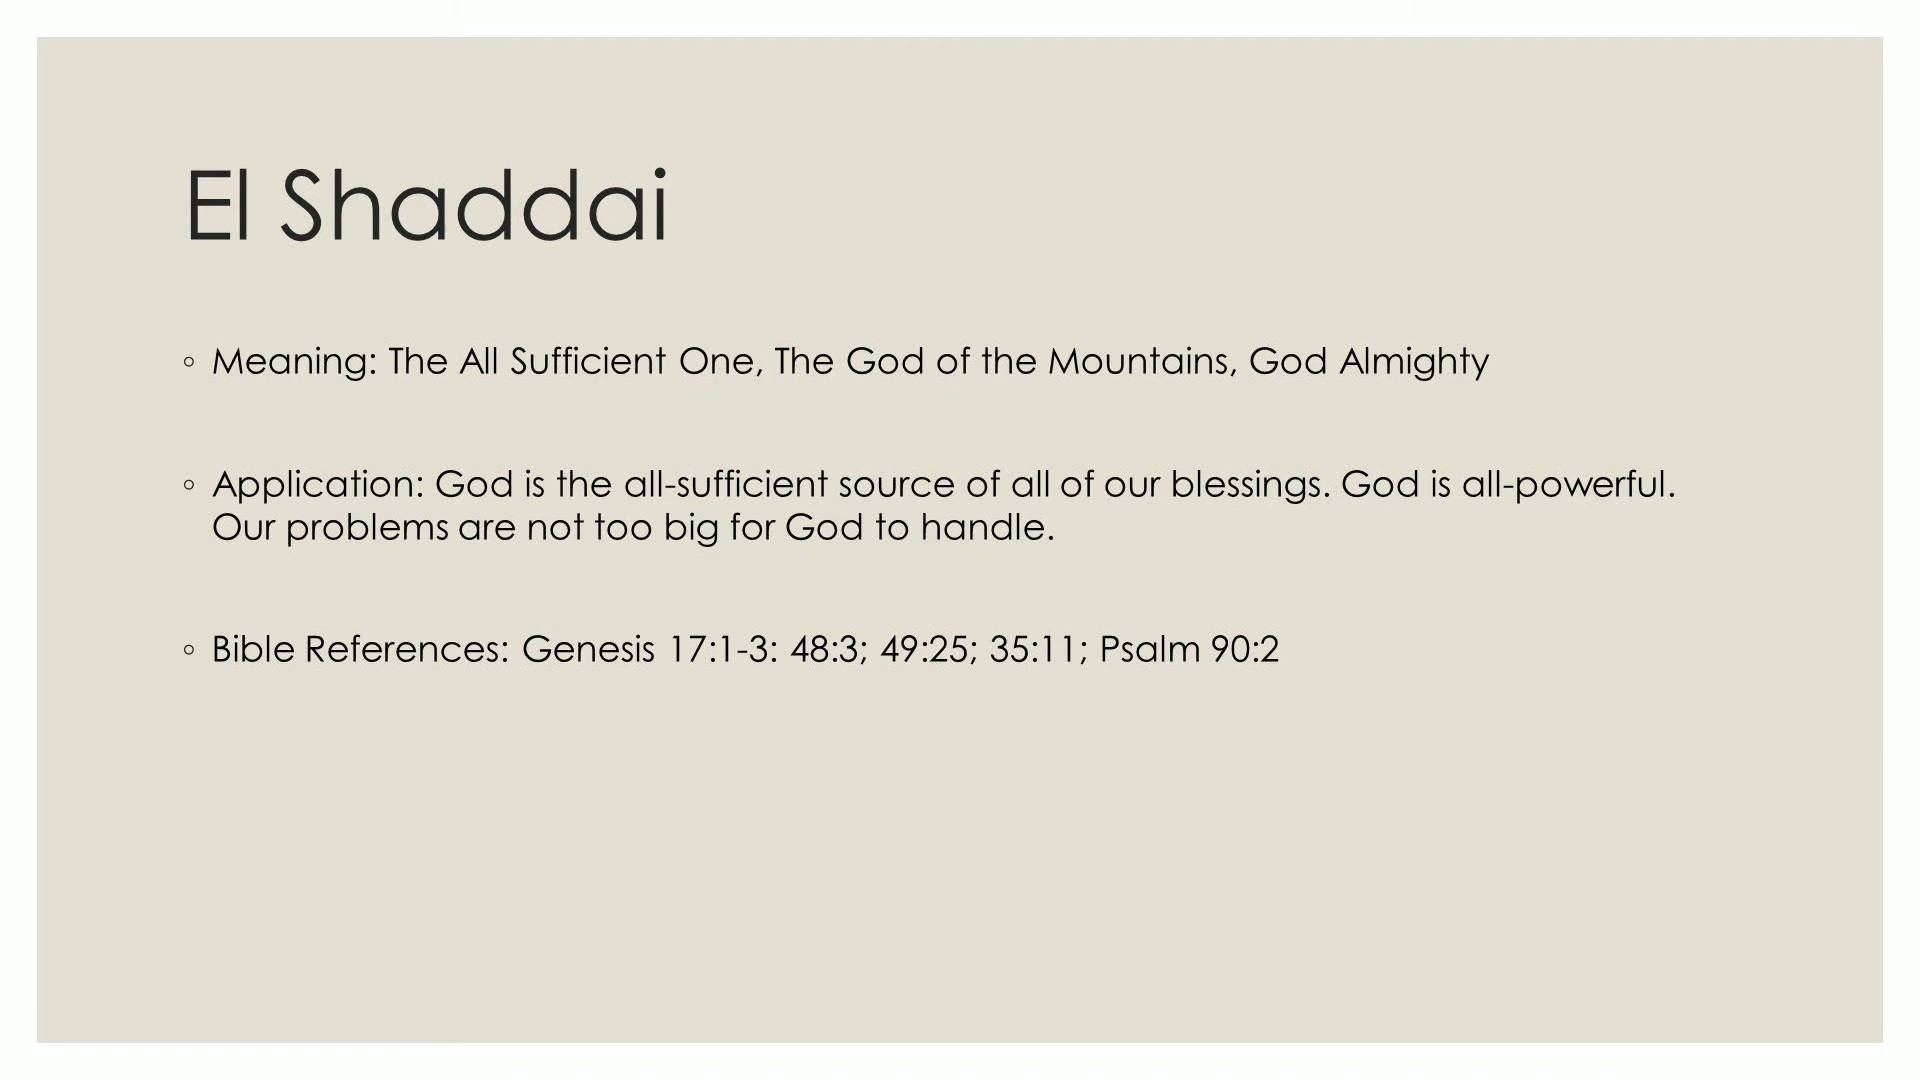 El Shaddai
◦ Meaning: The All Sufficient One, The God of the Mountains, God Almighty
◦ Application: God is the all-sufficient source of all of our blessings. God is all-powerful.
Our problems are not too big for God to handle.
◦ Bible References: Genesis 17:1-3: 48:3; 49:25; 35:11; Psalm 90:2